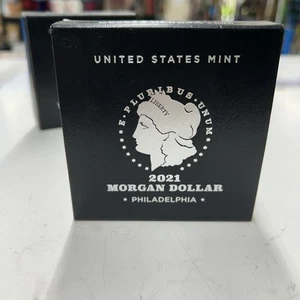 UNITED STATES MINT
· E · PLURIBUS · UNUM ·
LIBERTY
2021
MORGAN DOLLAR
• PHILADELPHIA •